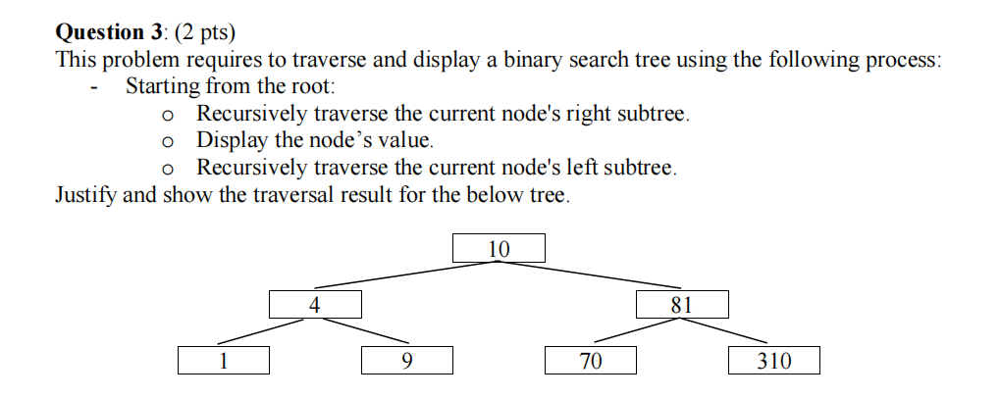 Question 3: (2 pts)
This problem requires to traverse and display a binary search tree using the following process:
- Starting from the root:
o Recursively traverse the current node's right subtree.
o Display the node’s value.
o Recursively traverse the current node's left subtree.
Justify and show the traversal result for the below tree.
10
4 81
1 9 70 310